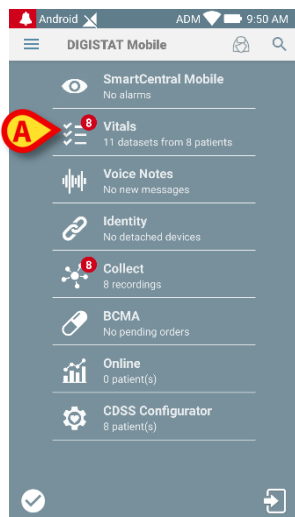 Android ADM 9:50 AM
DIGISTAT Mobile
SmartCentral Mobile
No alarms
A
8
Vitals
11 datasets from 8 patients
Voice Notes
No new messages
Identity
No detached devices
8
Collect
8 recordings
BCMA
No pending orders
Online
0 patient(s)
CDSS Configurator
8 patient(s)